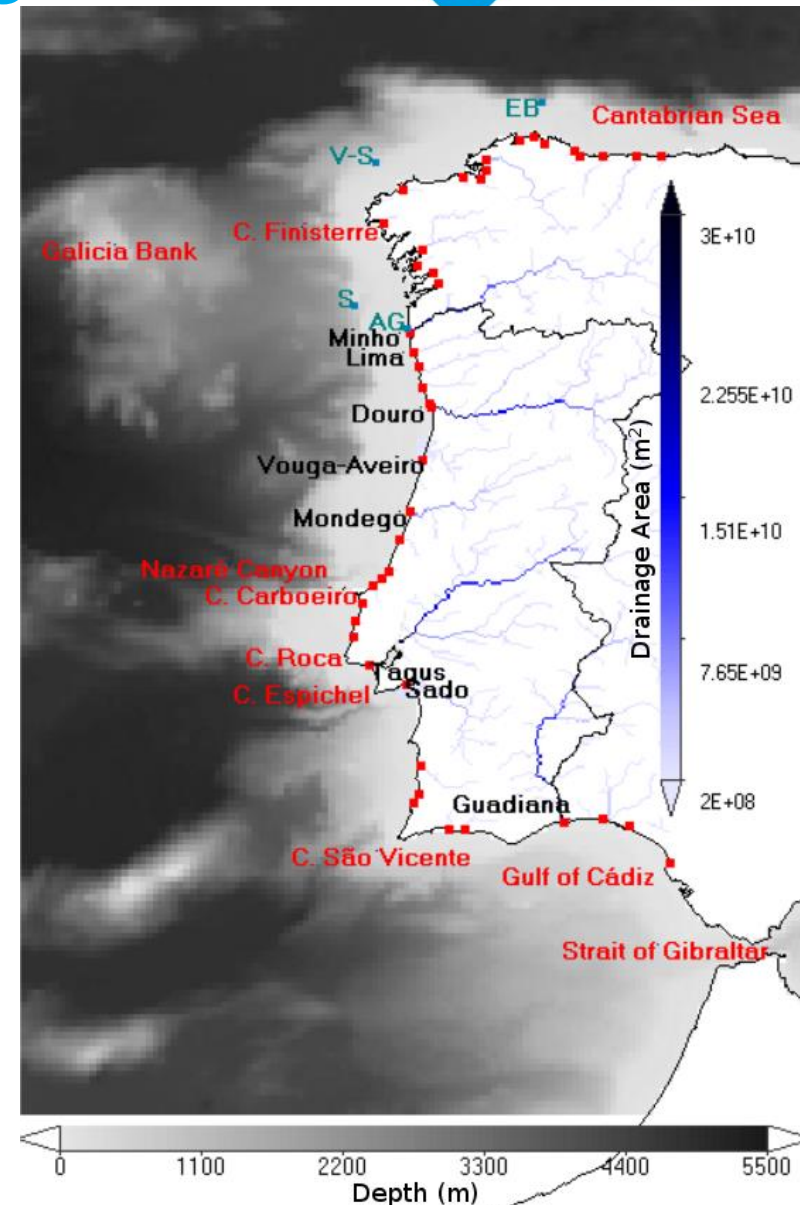 EB
Cantabrian Sea
V-S
C. Finisterre
3E+10
Galicia Bank
S
AG
Minho
Lima
2.255E+10
Douro
Vouga-Aveiro
Drainage Area (m²)
Mondego
1.51E+10
Nazaré Canyon
C. Carboeiro
C. Roca
Tagus
7.65E+09
C. Espichel
Sado
Guadiana
2E+08
C. São Vicente
Gulf of Cádiz
Strait of Gibraltar
0 1100 2200 3300 4400 5500
Depth (m)